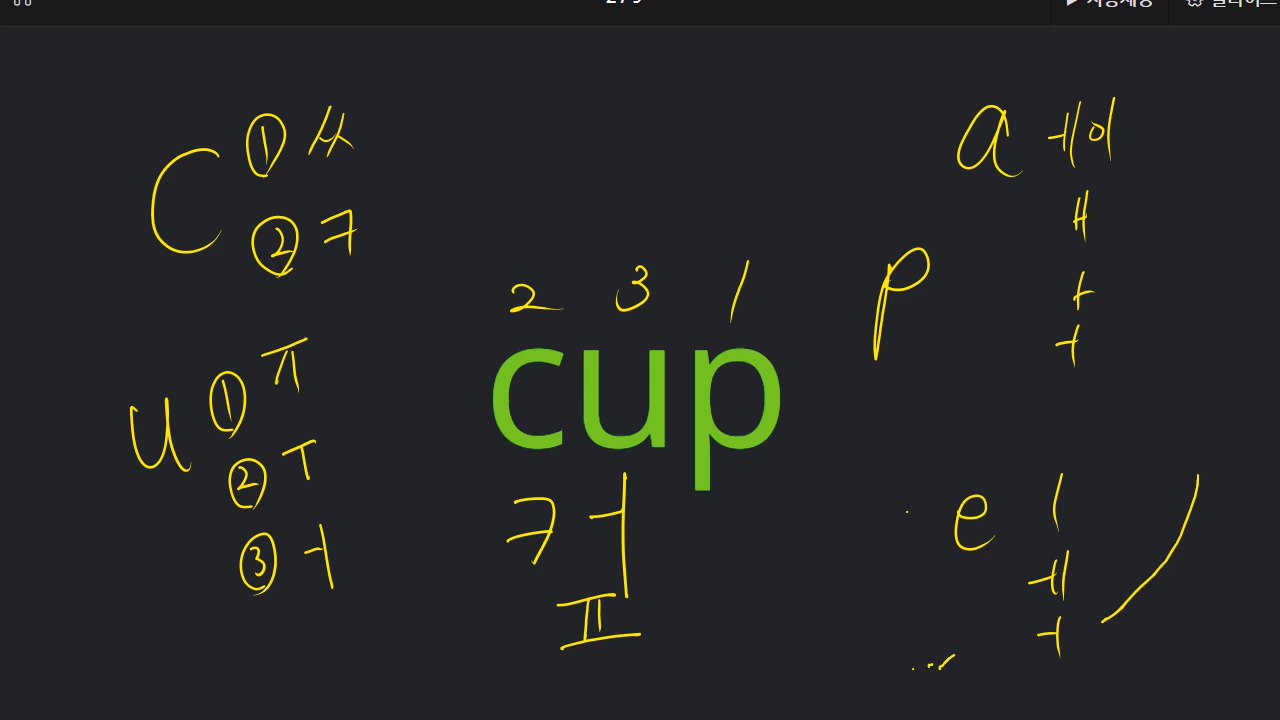 C ① ㅆ
② ㅋ
u ① ㅠ
② ㅜ
③ ㅓ
2 3 1
cup
ㅋ ㅓ
ㅍ
p
a ㅔ이
ㅐ
ㅏ
ㅓ
e ㅣ
ㅔ
ㅓ